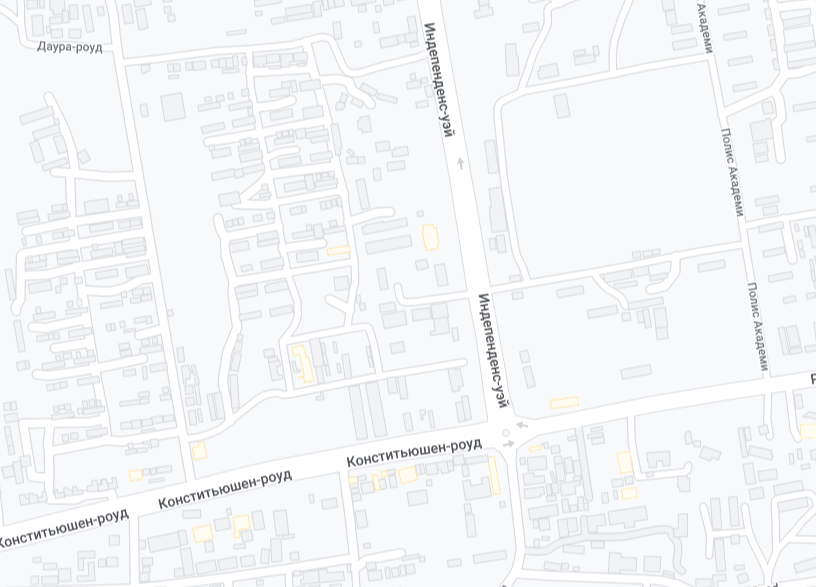 Даура-роуд
Индепенденс-уэй
Академи
Полис Академи
Полис Академи
Индепенденс-уэй
Конститьюшен-роуд
Конститьюшен-роуд
Конститьюшен-роуд